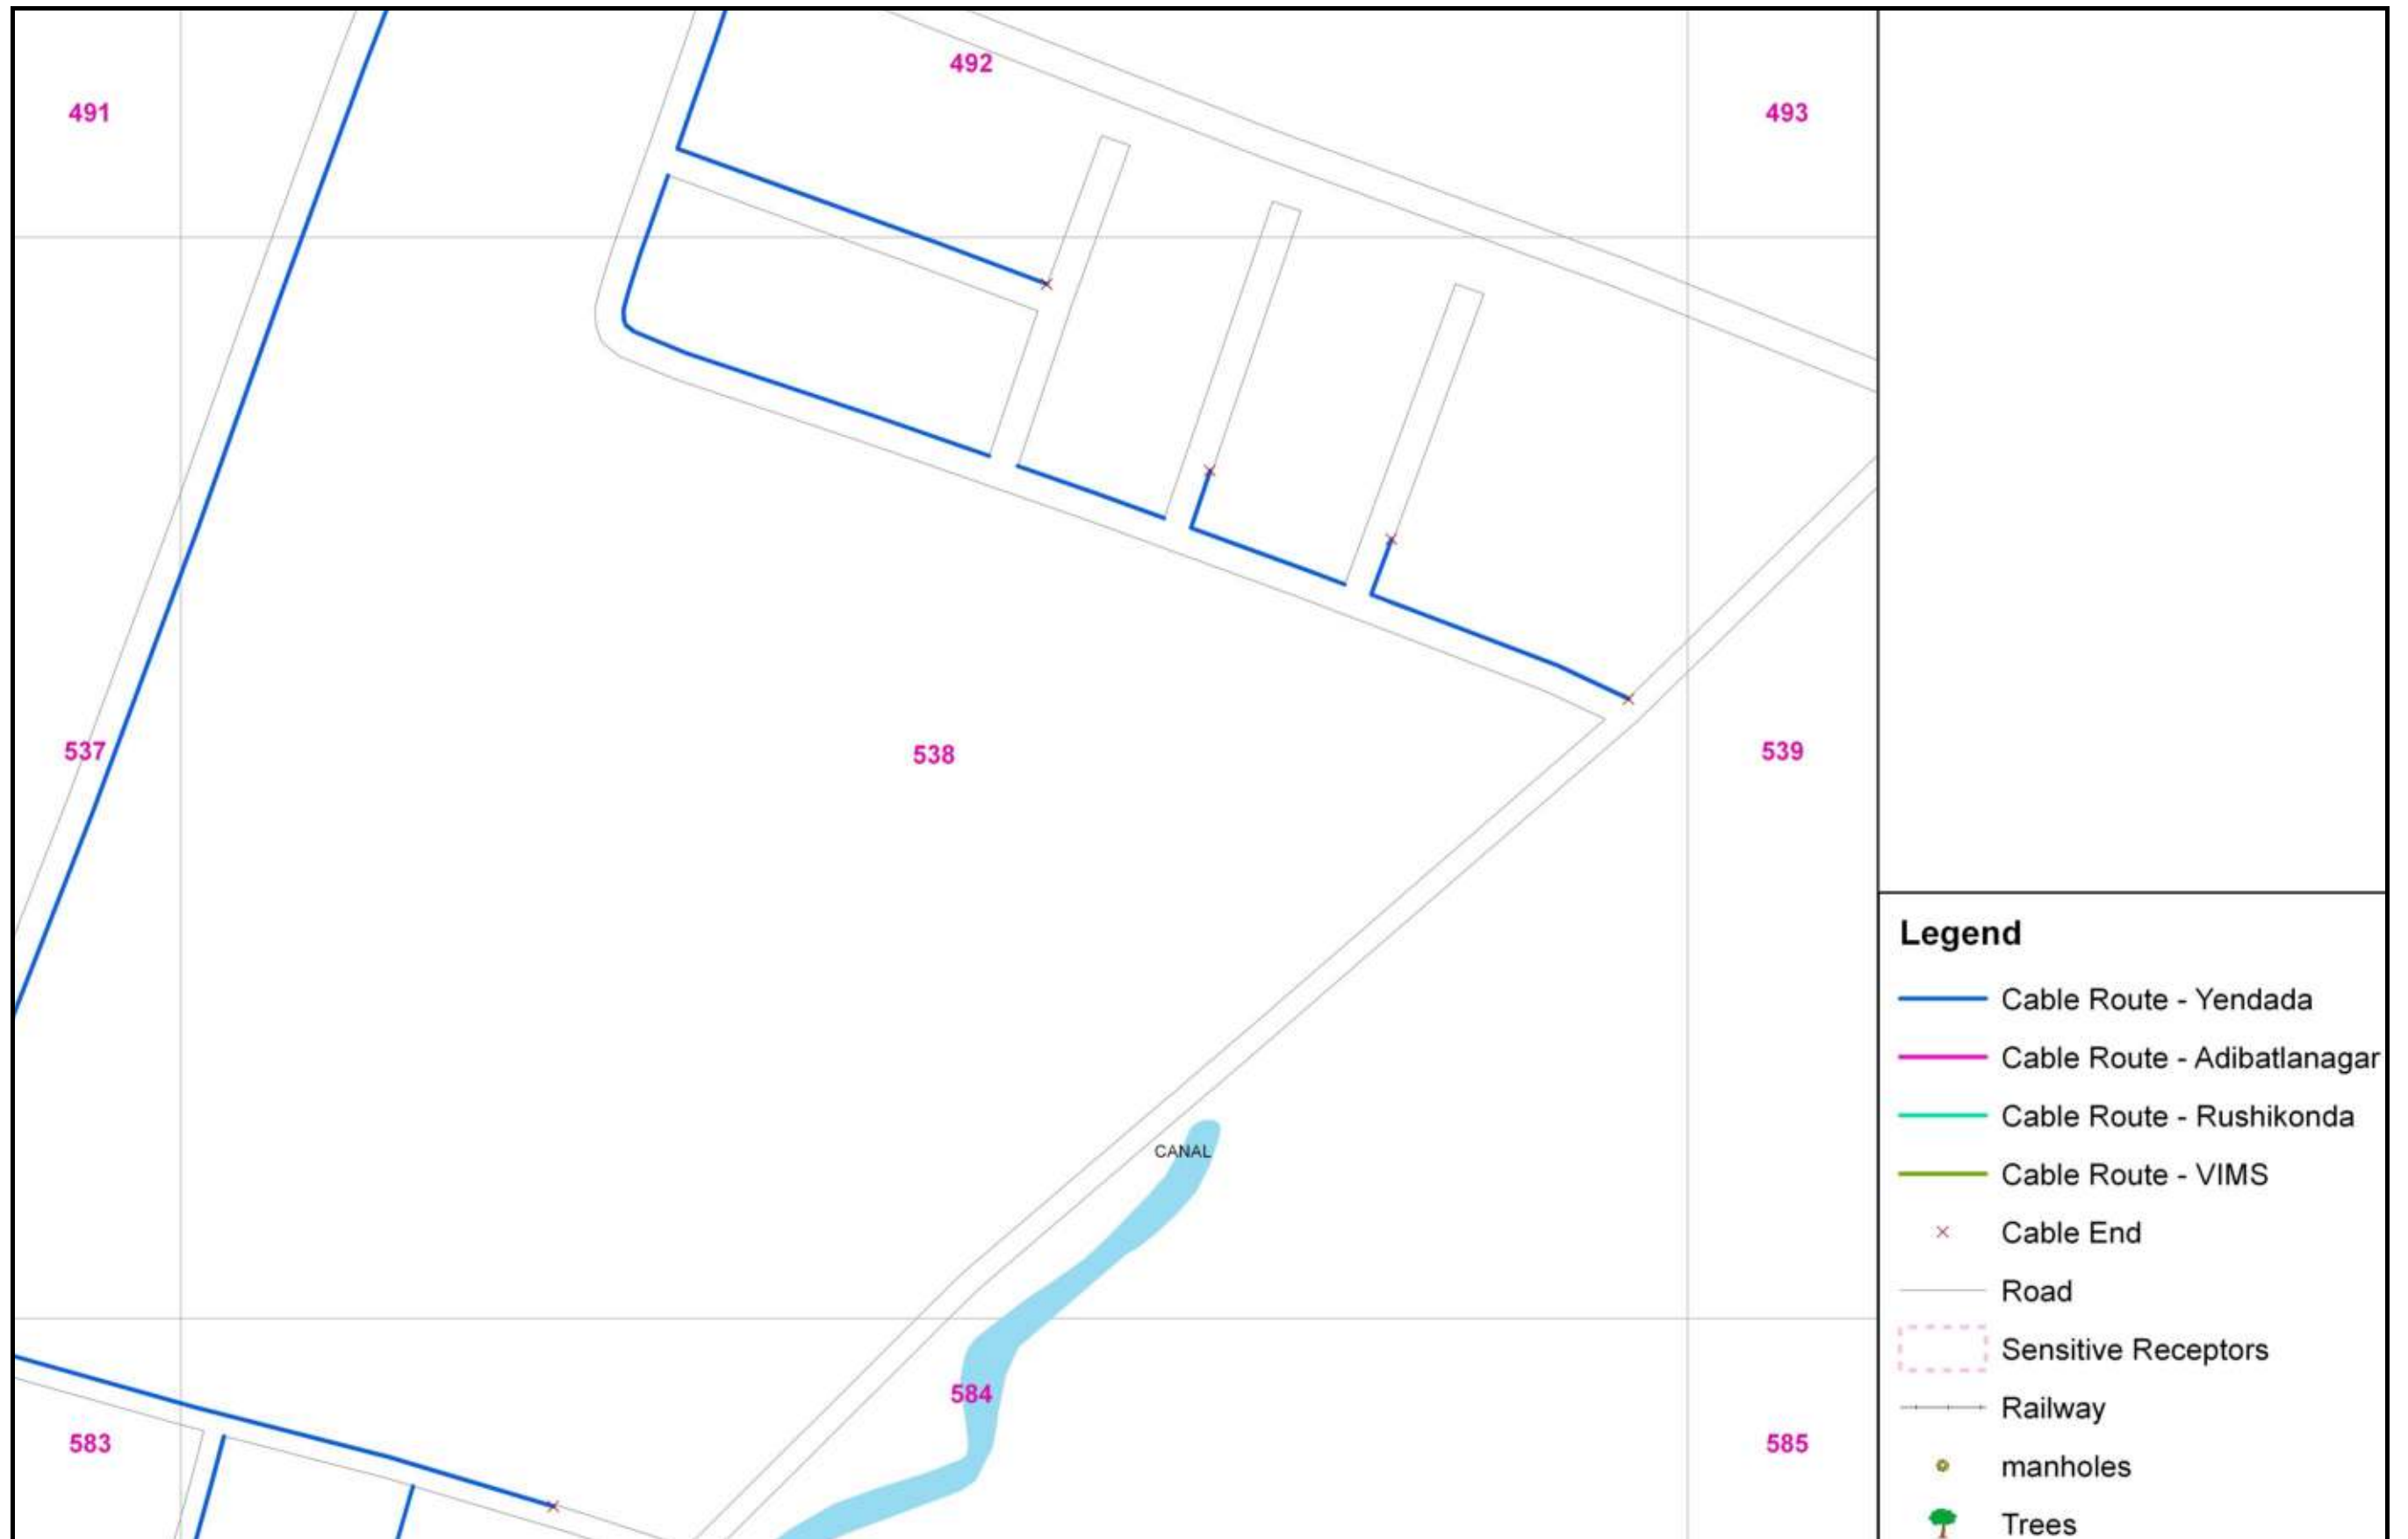 492
491
493
537
538
539
CANAL
584
583
585
Legend
Cable Route - Yendada
Cable Route - Adibatlanagar
Cable Route - Rushikonda
Cable Route - VIMS
Cable End
Road
Sensitive Receptors
Railway
manholes
Trees